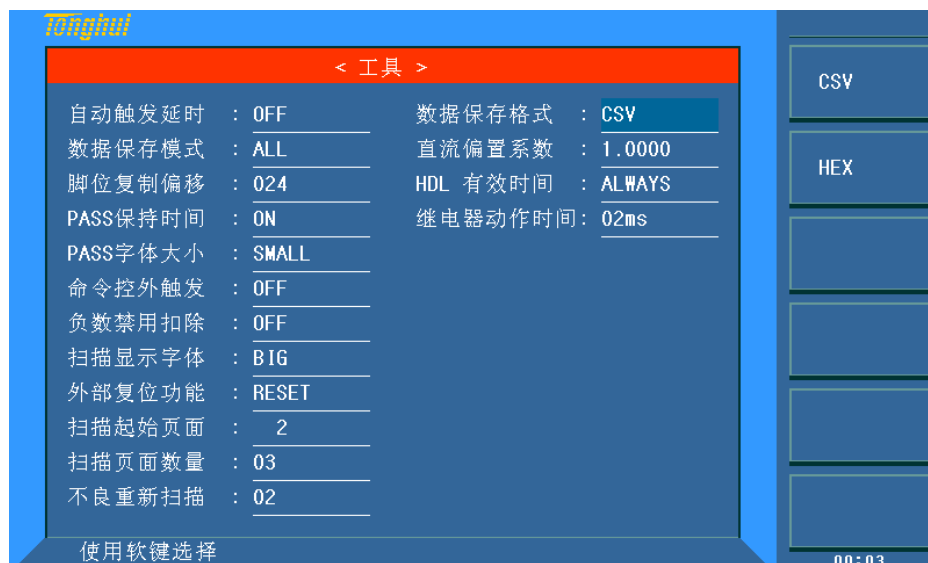 Tonghui
< 工具 >
自动触发延时 : OFF 数据保存格式 : CSV
数据保存模式 : ALL 直流偏置系数 : 1.0000
脚位复制偏移 : 024 HDL 有效时间 : ALWAYS
PASS保持时间 : ON 继电器动作时间: 02ms
PASS字体大小 : SMALL
命令控外触发 : OFF
负数禁用扣除 : OFF
扫描显示字体 : BIG
外部复位功能 : RESET
扫描起始页面 : 2
扫描页面数量 : 03
不良重新扫描 : 02
使用软键选择
CSV
HEX
00:03